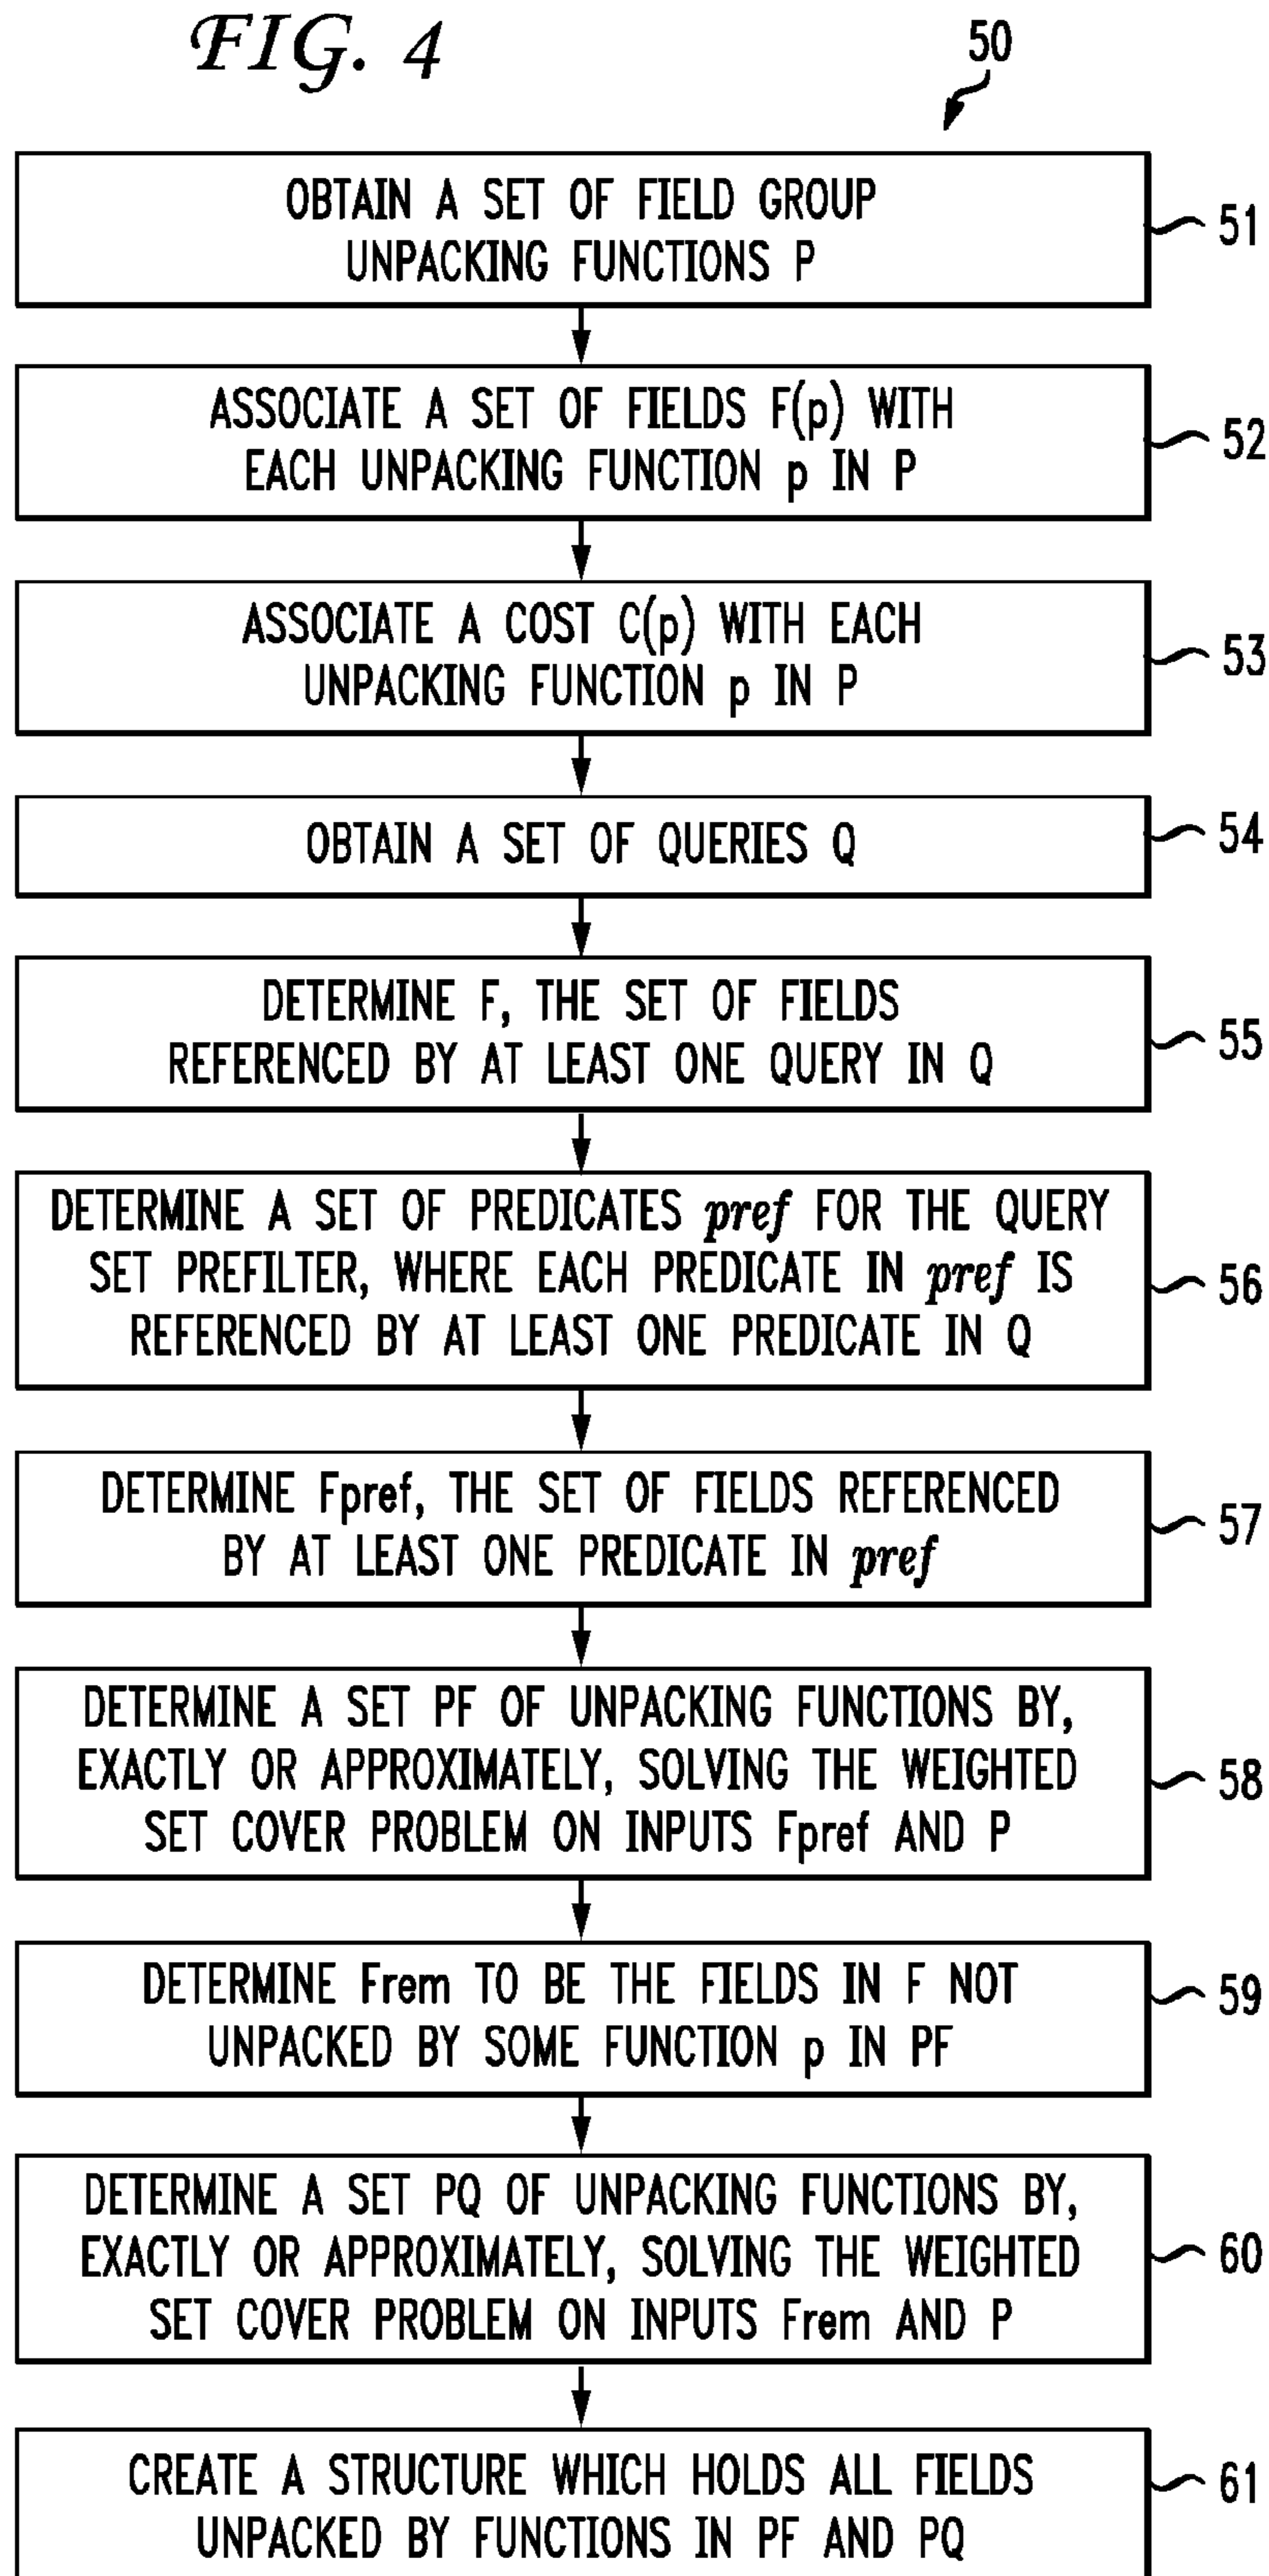 FIG. 4
50
OBTAIN A SET OF FIELD GROUP
UNPACKING FUNCTIONS P
51
ASSOCIATE A SET OF FIELDS F(p) WITH
EACH UNPACKING FUNCTION p IN P
52
ASSOCIATE A COST C(p) WITH EACH
UNPACKING FUNCTION p IN P
53
OBTAIN A SET OF QUERIES Q
54
DETERMINE F, THE SET OF FIELDS
REFERENCED BY AT LEAST ONE QUERY IN Q
55
DETERMINE A SET OF PREDICATES pref FOR THE QUERY
SET PREFILTER, WHERE EACH PREDICATE IN pref IS
REFERENCED BY AT LEAST ONE PREDICATE IN Q
56
DETERMINE Fpref, THE SET OF FIELDS REFERENCED
BY AT LEAST ONE PREDICATE IN pref
57
DETERMINE A SET PF OF UNPACKING FUNCTIONS BY,
EXACTLY OR APPROXIMATELY, SOLVING THE WEIGHTED
SET COVER PROBLEM ON INPUTS Fpref AND P
58
DETERMINE Frem TO BE THE FIELDS IN F NOT
UNPACKED BY SOME FUNCTION p IN PF
59
DETERMINE A SET PQ OF UNPACKING FUNCTIONS BY,
EXACTLY OR APPROXIMATELY, SOLVING THE WEIGHTED
SET COVER PROBLEM ON INPUTS Frem AND P
60
CREATE A STRUCTURE WHICH HOLDS ALL FIELDS
UNPACKED BY FUNCTIONS IN PF AND PQ
61